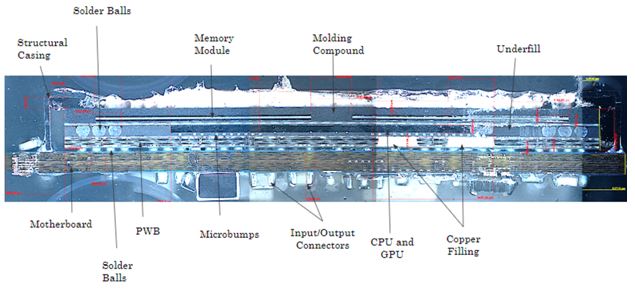 Solder Balls
Structural
Casing
Memory
Module
Molding
Compound
Underfill
Motherboard
PWB
Solder
Balls
Microbumps
Input/Output
Connectors
CPU and
GPU
Copper
Filling